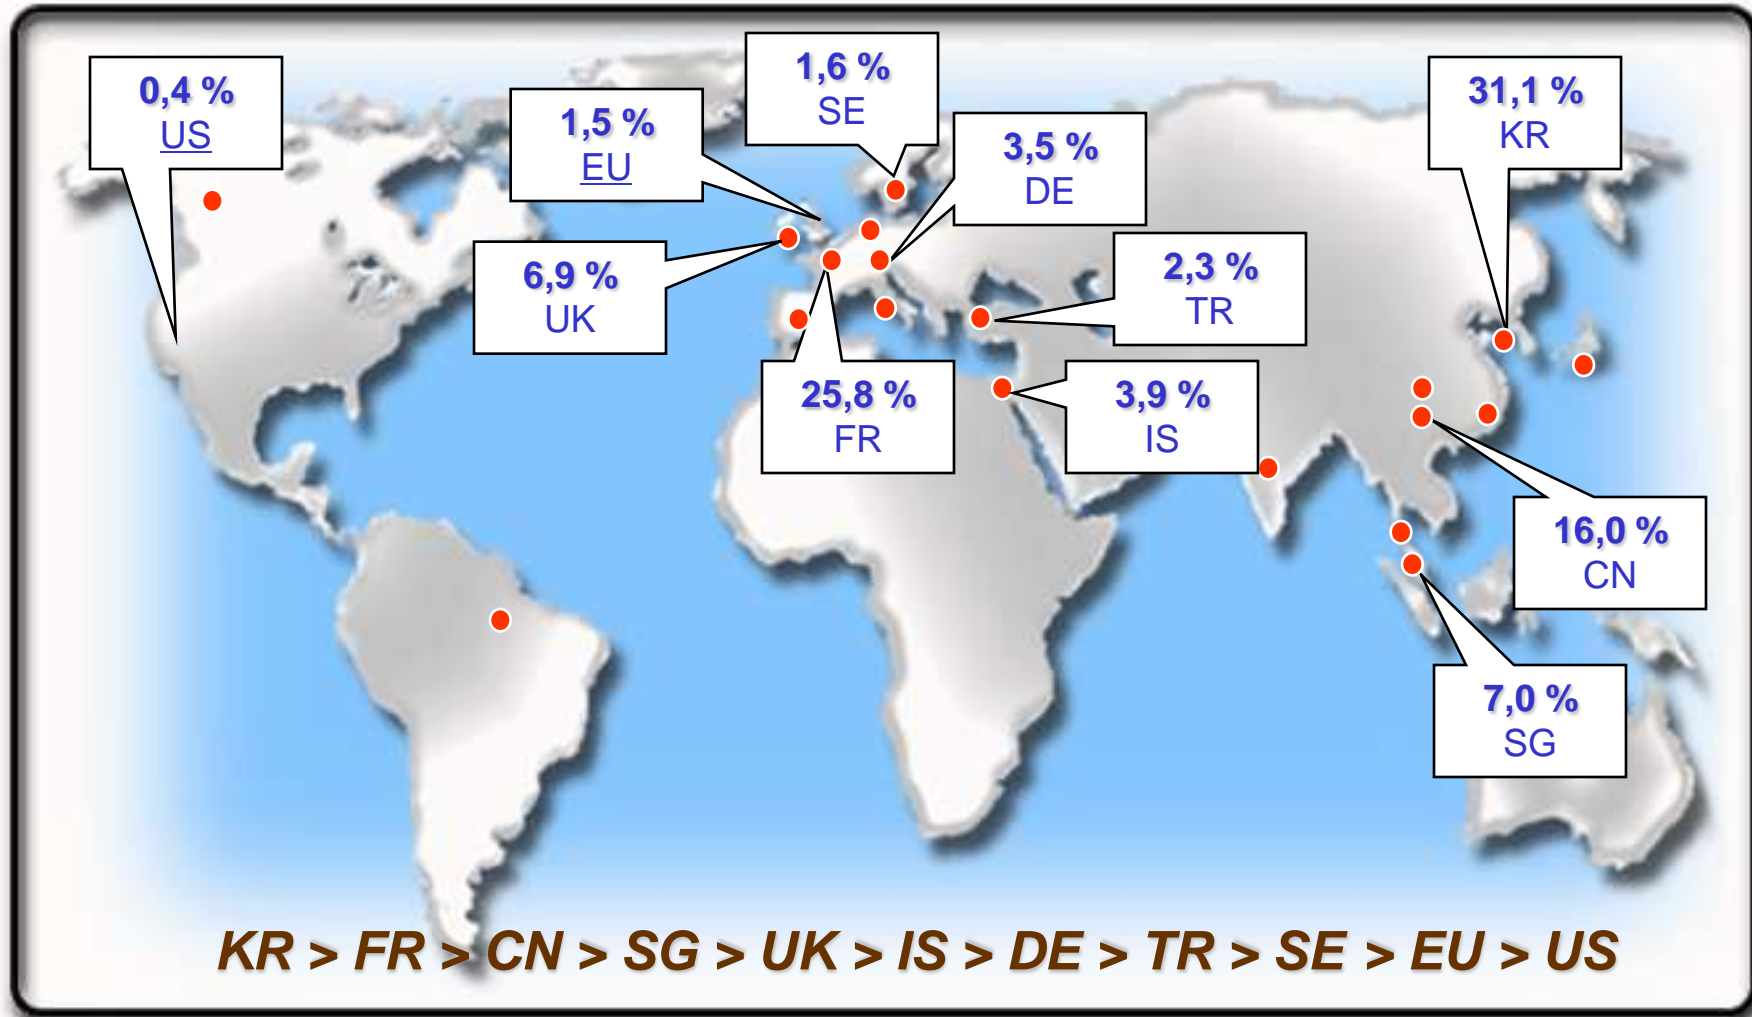 0,4 %
US
1,5 %
EU
1,6 %
SE
3,5 %
DE
31,1 %
KR
6,9 %
UK
2,3 %
TR
25,8 %
FR
3,9 %
IS
16,0 %
CN
7,0 %
SG
KR > FR > CN > SG > UK > IS > DE > TR > SE > EU > US